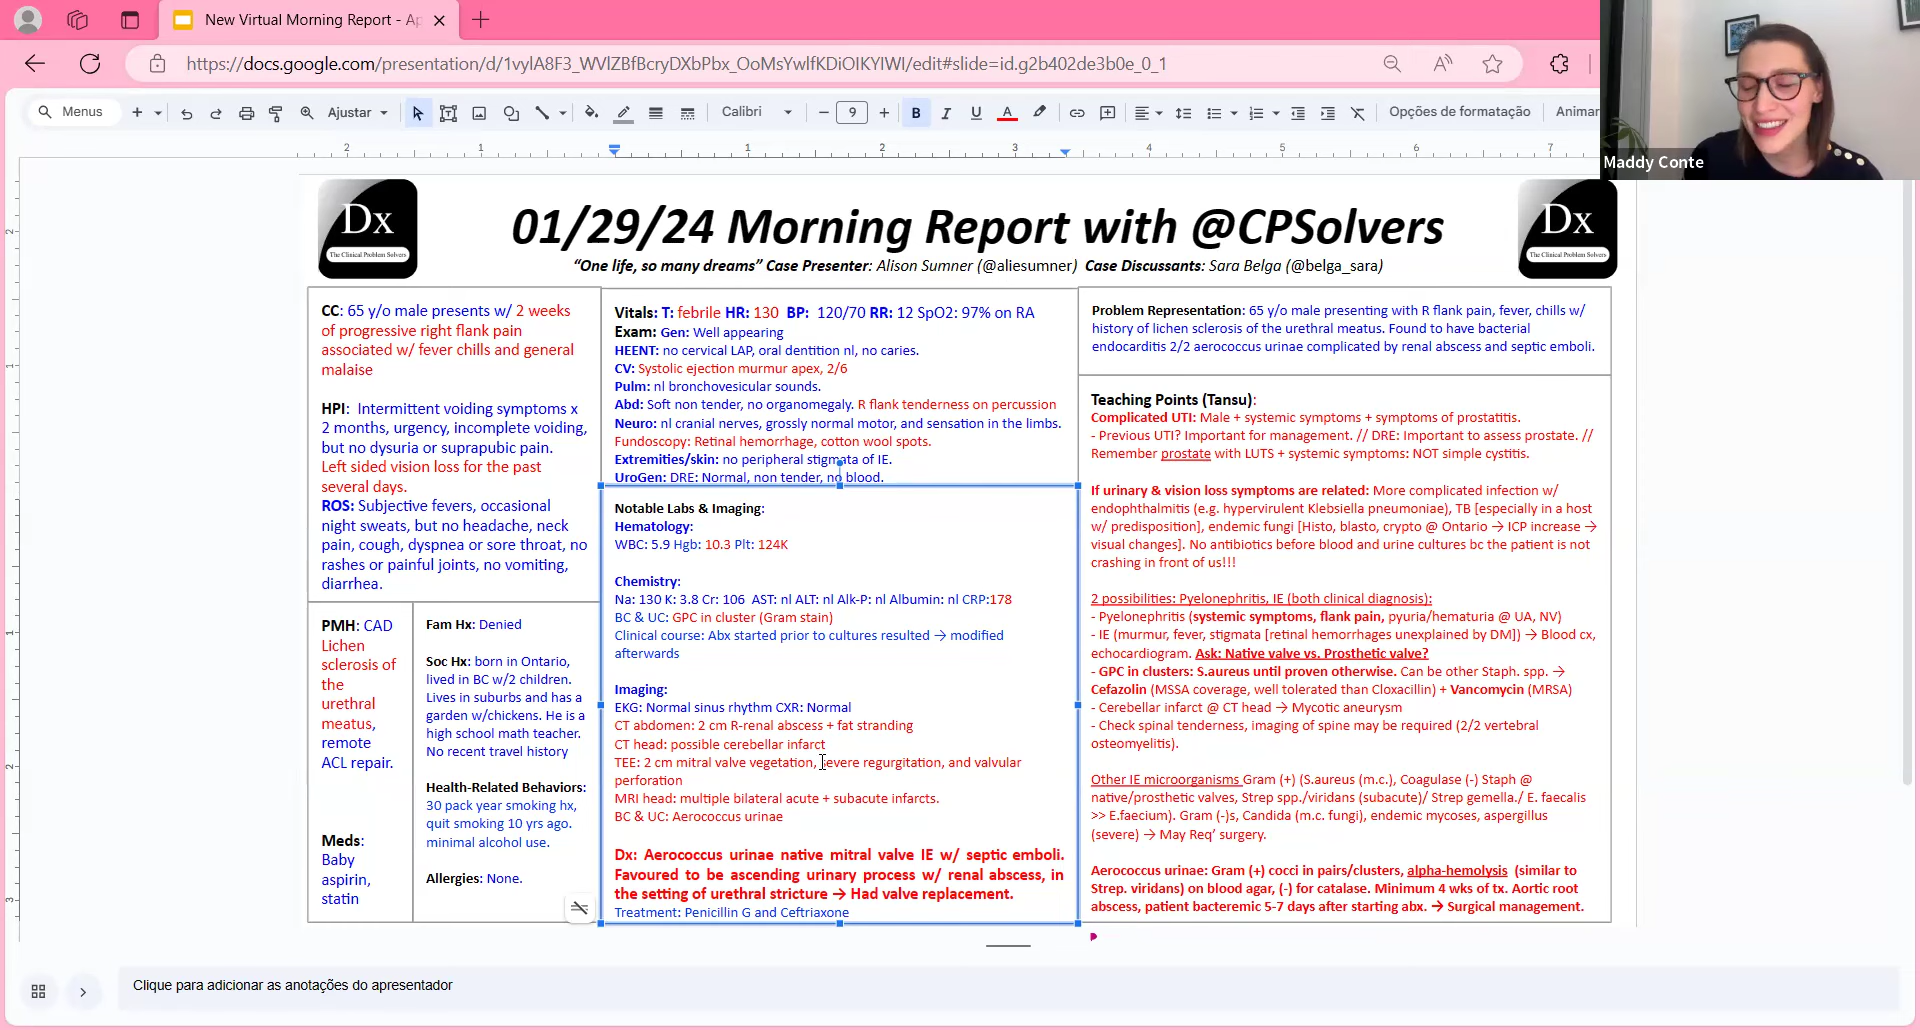 New Virtual Morning Report - Ap
https://docs.google.com/presentation/d/1vylA8F3_WVlZBfBcryDXbPbx_OoMsYwlfKDiOIKYIWI/edit#slide=id.g2b402de3b0e_0_1
Menus
Ajustar
Calibri
9
B I U A
Opções de formatação
Animar
Maddy Conte
2 1 1 2 3 4 5 6 7
Dx
The Clinical Problem Solvers
01/29/24 Morning Report with @CPSolvers
“One life, so many dreams” Case Presenter: Alison Sumner (@aliesumner) Case Discussants: Sara Belga (@belga_sara)
Dx
The Clinical Problem Solvers
CC: 65 y/o male presents w/ 2 weeks
of progressive right flank pain
associated w/ fever chills and general
malaise
HPI: Intermittent voiding symptoms x
2 months, urgency, incomplete voiding,
but no dysuria or suprapubic pain.
Left sided vision loss for the past
several days.
ROS: Subjective fevers, occasional
night sweats, but no headache, neck
pain, cough, dyspnea or sore throat, no
rashes or painful joints, no vomiting,
diarrhea.
PMH: CAD
Lichen
sclerosis of
the
urethral
meatus,
remote
ACL repair.
Meds:
Baby
aspirin,
statin
Fam Hx: Denied
Soc Hx: born in Ontario,
lived in BC w/2 children.
Lives in suburbs and has a
garden w/chickens. He is a
high school math teacher.
No recent travel history
Health-Related Behaviors:
30 pack year smoking hx,
quit smoking 10 yrs ago.
minimal alcohol use.
Allergies: None.
Vitals: T: febrile HR: 130 BP: 120/70 RR: 12 SpO2: 97% on RA
Exam: Gen: Well appearing
HEENT: no cervical LAP, oral dentition nl, no caries.
CV: Systolic ejection murmur apex, 2/6
Pulm: nl bronchovesicular sounds.
Abd: Soft non tender, no organomegaly. R flank tenderness on percussion
Neuro: nl cranial nerves, grossly normal motor, and sensation in the limbs.
Fundoscopy: Retinal hemorrhage, cotton wool spots.
Extremities/skin: no peripheral stigmata of IE.
UroGen: DRE: Normal, non tender, no blood.
Notable Labs & Imaging:
Hematology:
WBC: 5.9 Hgb: 10.3 Plt: 124K
Chemistry:
Na: 130 K: 3.8 Cr: 106 AST: nl ALT: nl Alk-P: nl Albumin: nl CRP:178
BC & UC: GPC in cluster (Gram stain)
Clinical course: Abx started prior to cultures resulted → modified
afterwards
Imaging:
EKG: Normal sinus rhythm CXR: Normal
CT abdomen: 2 cm R-renal abscess + fat stranding
CT head: possible cerebellar infarct
TEE: 2 cm mitral valve vegetation, severe regurgitation, and valvular
perforation
MRI head: multiple bilateral acute + subacute infarcts.
BC & UC: Aerococcus urinae
Dx: Aerococcus urinae native mitral valve IE w/ septic emboli.
Favoured to be ascending urinary process w/ renal abscess, in
the setting of urethral stricture → Had valve replacement.
Treatment: Penicillin G and Ceftriaxone
Problem Representation: 65 y/o male presenting with R flank pain, fever, chills w/
history of lichen sclerosis of the urethral meatus. Found to have bacterial
endocarditis 2/2 aerococcus urinae complicated by renal abscess and septic emboli.
Teaching Points (Tansu):
Complicated UTI: Male + systemic symptoms + symptoms of prostatitis.
- Previous UTI? Important for management. // DRE: Important to assess prostate. //
Remember prostate with LUTS + systemic symptoms: NOT simple cystitis.
If urinary & vision loss symptoms are related: More complicated infection w/
endophthalmitis (e.g. hypervirulent Klebsiella pneumoniae), TB [especially in a host
w/ predisposition], endemic fungi [Histo, blasto, crypto @ Ontario → ICP increase →
visual changes]. No antibiotics before blood and urine cultures bc the patient is not
crashing in front of us!!!
2 possibilities: Pyelonephritis, IE (both clinical diagnosis):
- Pyelonephritis (systemic symptoms, flank pain, pyuria/hematuria @ UA, NV)
- IE (murmur, fever, stigmata [retinal hemorrhages unexplained by DM]) → Blood cx,
echocardiogram. Ask: Native valve vs. Prosthetic valve?
- GPC in clusters: S.aureus until proven otherwise. Can be other Staph. spp. →
Cefazolin (MSSA coverage, well tolerated than Cloxacillin) + Vancomycin (MRSA)
- Cerebellar infarct @ CT head → Mycotic aneurysm
- Check spinal tenderness, imaging of spine may be required (2/2 vertebral
osteomyelitis).
Other IE microorganisms Gram (+) (S.aureus (m.c.), Coagulase (-) Staph @
native/prosthetic valves, Strep spp./viridans (subacute)/ Strep gemella./ E. faecalis
>> E.faecium). Gram (-)s, Candida (m.c. fungi), endemic mycoses, aspergillus
(severe) → May Req’ surgery.
Aerococcus urinae: Gram (+) cocci in pairs/clusters, alpha-hemolysis (similar to
Strep. viridans) on blood agar, (-) for catalase. Minimum 4 wks of tx. Aortic root
abscess, patient bacteremic 5-7 days after starting abx. → Surgical management.
Clique para adicionar as anotações do apresentador